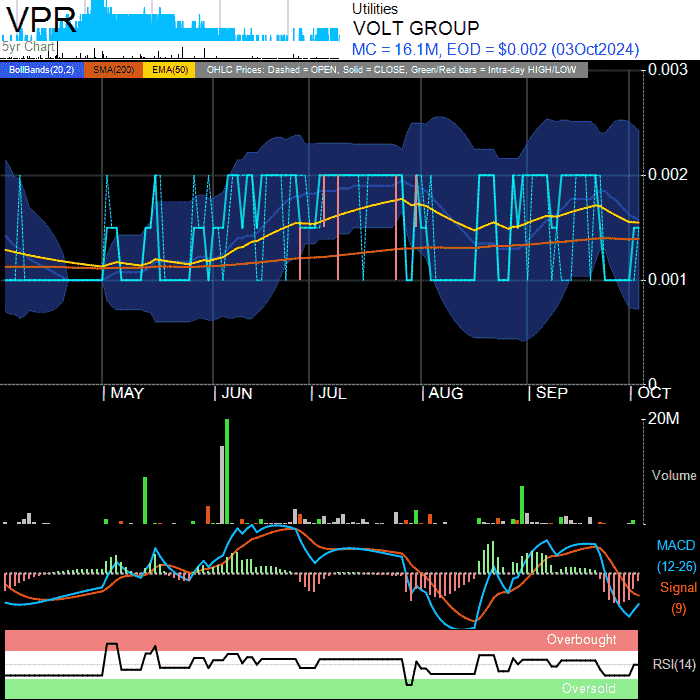 VPR
5yr Chart
Utilities
VOLT GROUP
MC = 16.1M, EOD = $0.002 (03Oct2024)
BollBands(20,2) SMA(200) EMA(50) OHLC Prices: Dashed = OPEN, Solid = CLOSE, Green/Red bars = Intra-day HIGH/LOW
0.003
0.002
0.001
0
MAY JUN JUL AUG SEP OCT
20M
Volume
MACD
(12-26)
Signal
(9)
Overbought
RSI(14)
Oversold